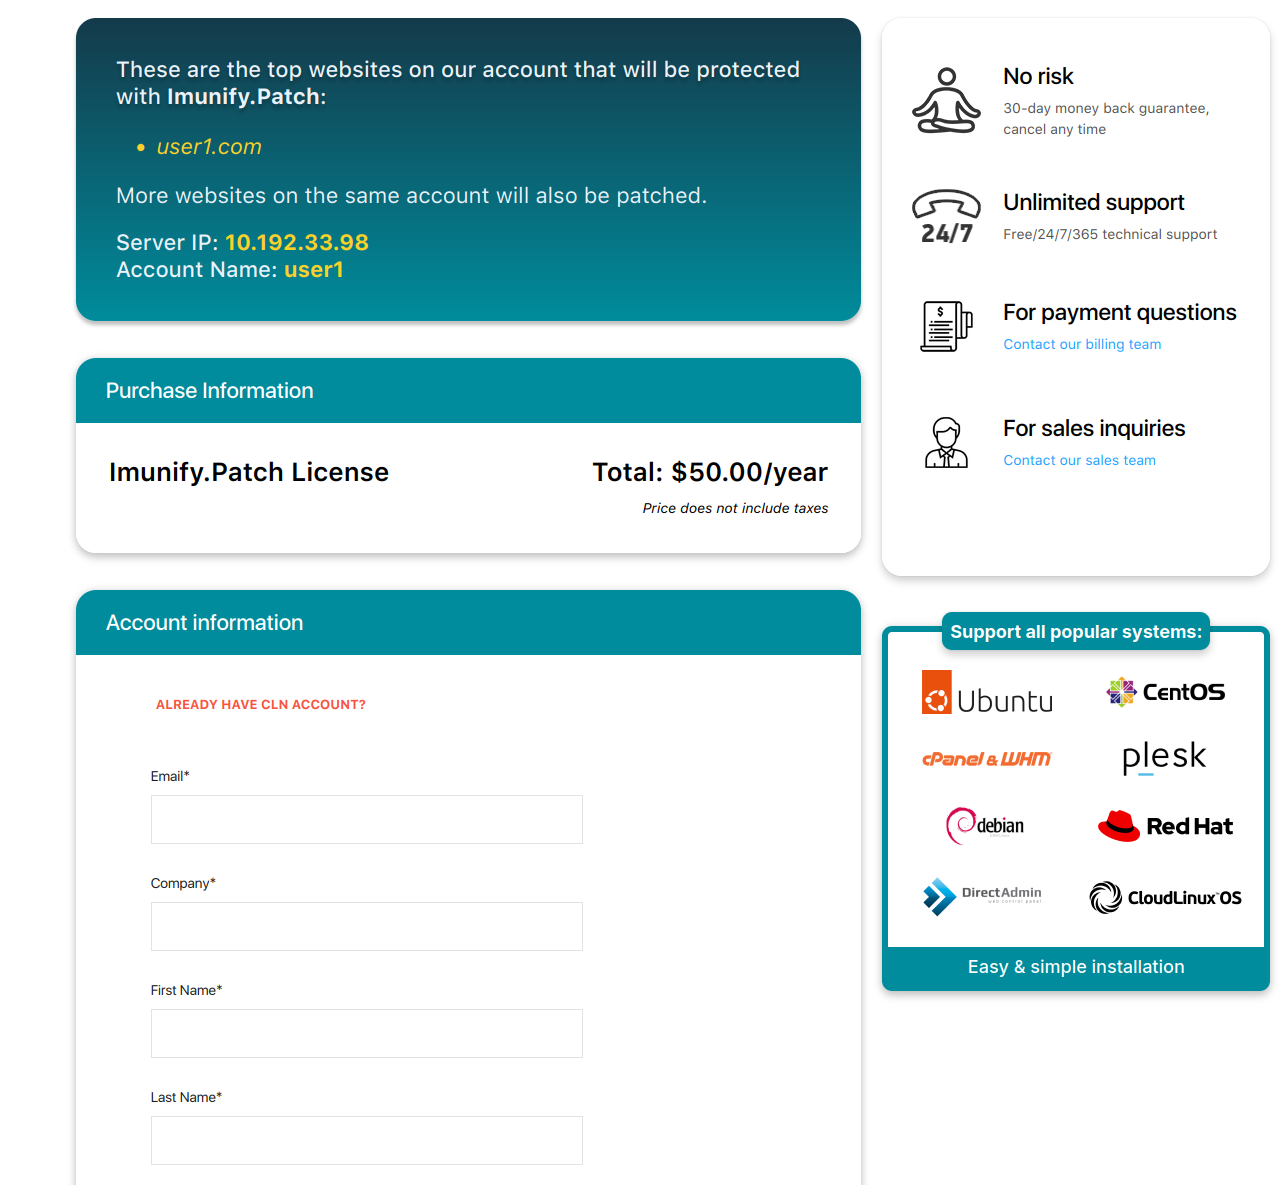 These are the top websites on our account that will be protected
with Imunify.Patch:
• user1.com
More websites on the same account will also be patched.
Server IP: 10.192.33.98
Account Name: user1
Purchase Information
Imunify.Patch License
Total: $50.00/year
Price does not include taxes
Account information
ALREADY HAVE CLN ACCOUNT?
Email*
Company*
First Name*
Last Name*
No risk
30-day money back guarantee,
cancel any time
24/7
Unlimited support
Free/24/7/365 technical support
$
For payment questions
Contact our billing team
For sales inquiries
Contact our sales team
Support all popular systems:
Ubuntu
CentOS
cPanel & WHM
plesk
debian
Red Hat
DirectAdmin
web control panel
CloudLinux™ OS
Easy & simple installation